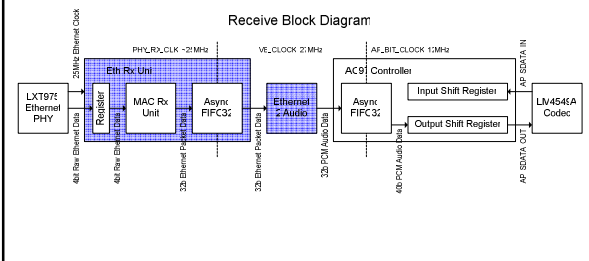 Receive Block Diagram
25MHz Ethernet Clock
PHY_RX_CLK ~25MHz
VE_CLOCK 27MHz
AP_BIT_CLOCK 12MHz
AP SDATA IN
Eth Rx Uni
AC97 Controller
LXT975
Ethernet
PHY
Register
MAC Rx
Unit
Async
FIFO32
Ethernet
2 Audio
Async
FIFO32
Input Shift Register
Output Shift Register
LM4549A
Codec
4bit Raw Ethernet Data
4bit Raw Ethernet Data
32b Ethernet Packet Data
32b Ethernet Packet Data
32b PCM Audio Data
40b PCM Audio Data
AP SDATA OUT